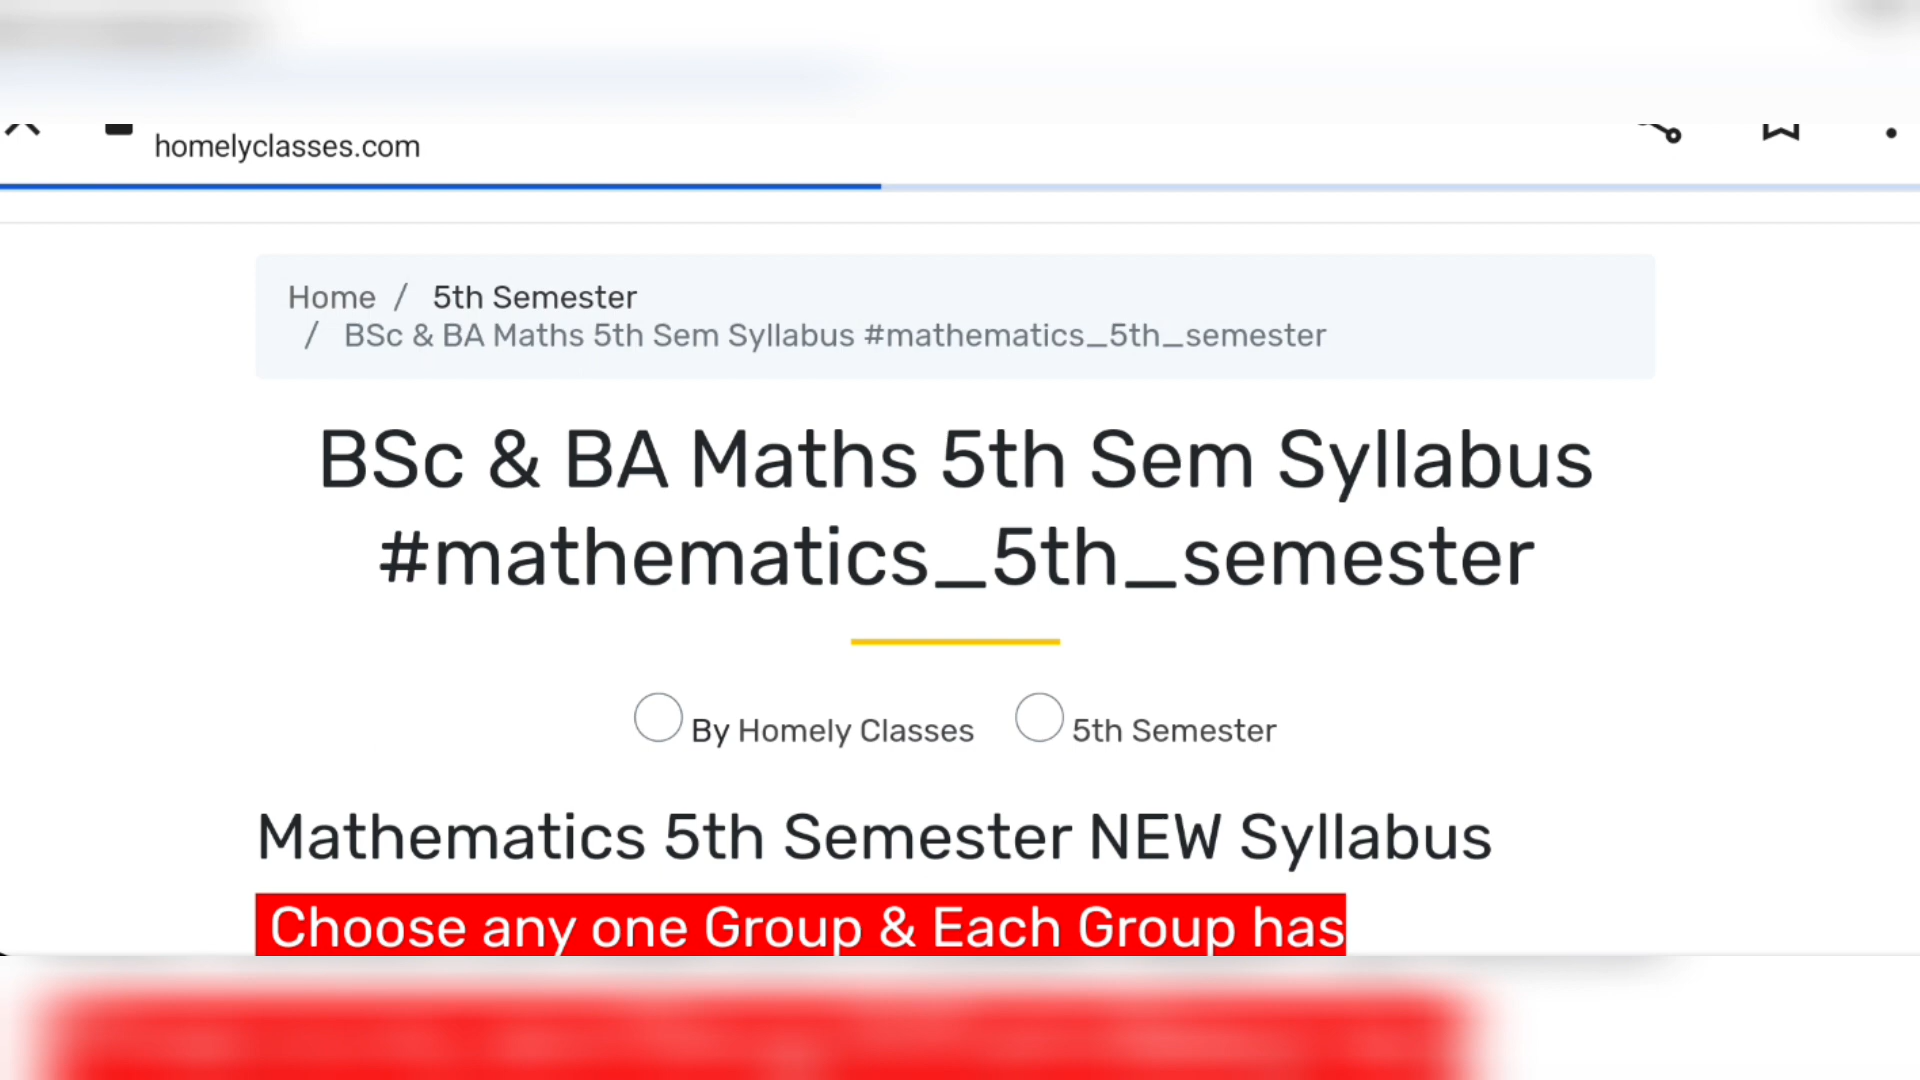 homelyclasses.com
Home / 5th Semester
/ BSc & BA Maths 5th Sem Syllabus #mathematics_5th_semester
BSc & BA Maths 5th Sem Syllabus
#mathematics_5th_semester
By Homely Classes 5th Semester
Mathematics 5th Semester NEW Syllabus
Choose any one Group & Each Group has